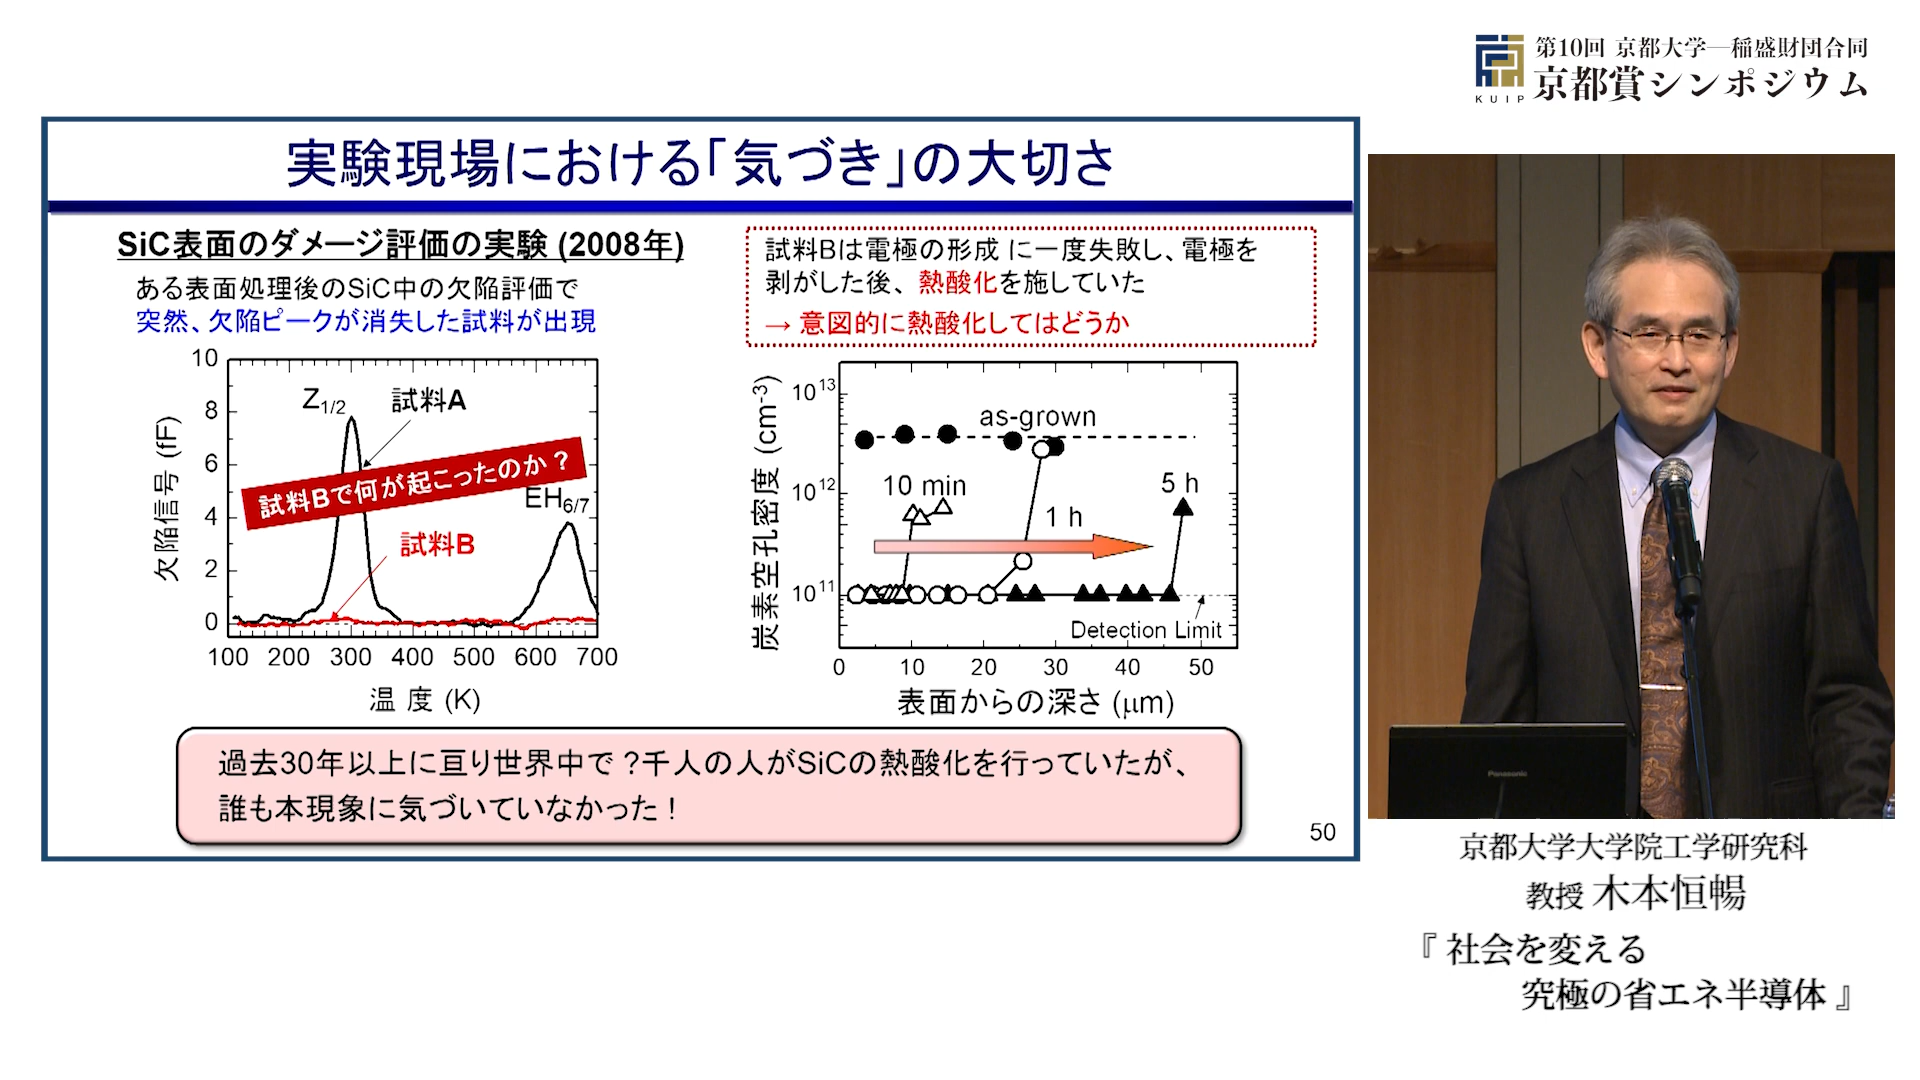 第10回 京都大学―稲盛財団合同
京都賞シンポジウム
KUIP
実験現場における「気づき」の大切さ
SiC表面のダメージ評価の実験 (2008年)
ある表面処理後のSiC中の欠陥評価で
突然、欠陥ピークが消失した試料が出現
欠陥信号 (fF)
10
8
6
4
2
0
Z1/2
試料A
試料Bで何が起こったのか？
EH6/7
試料B
100 200 300 400 500 600 700
温 度 (K)
試料Bは電極の形成 に一度失敗し、電極を
剥がした後、熱酸化を施していた
→ 意図的に熱酸化してはどうか
炭素空孔密度 (cm-3)
10^13
10^12
10^11
as-grown
10 min
5 h
1 h
Detection Limit
0 10 20 30 40 50
表面からの深さ (μm)
過去30年以上に亘り世界中で ?千人の人がSiCの熱酸化を行っていたが、
誰も本現象に気づいていなかった！
50
Panasonic
京都大学大学院工学研究科
教授 木本恒暢
『 社会を変える
究極の省エネ半導体 』